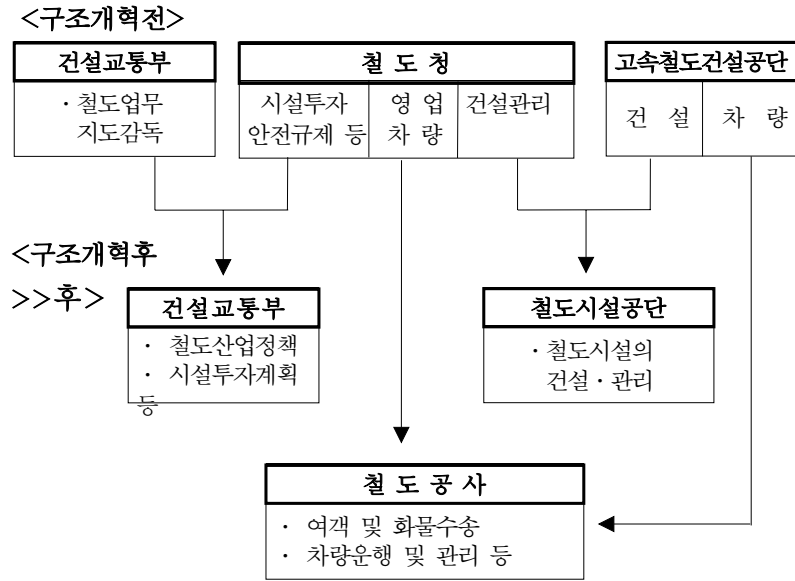 <구조개혁전>
건설교통부
철 도 청
고속철도건설공단
· 철도업무
지도감독
시설투자
안전규제 등
영 업
차 량
건설관리
건 설
차 량
<구조개혁후
>>후>
건설교통부
· 철도산업정책
· 시설투자계획
등
철도시설공단
· 철도시설의
건설 · 관리
철 도 공 사
· 여객 및 화물수송
· 차량운행 및 관리 등